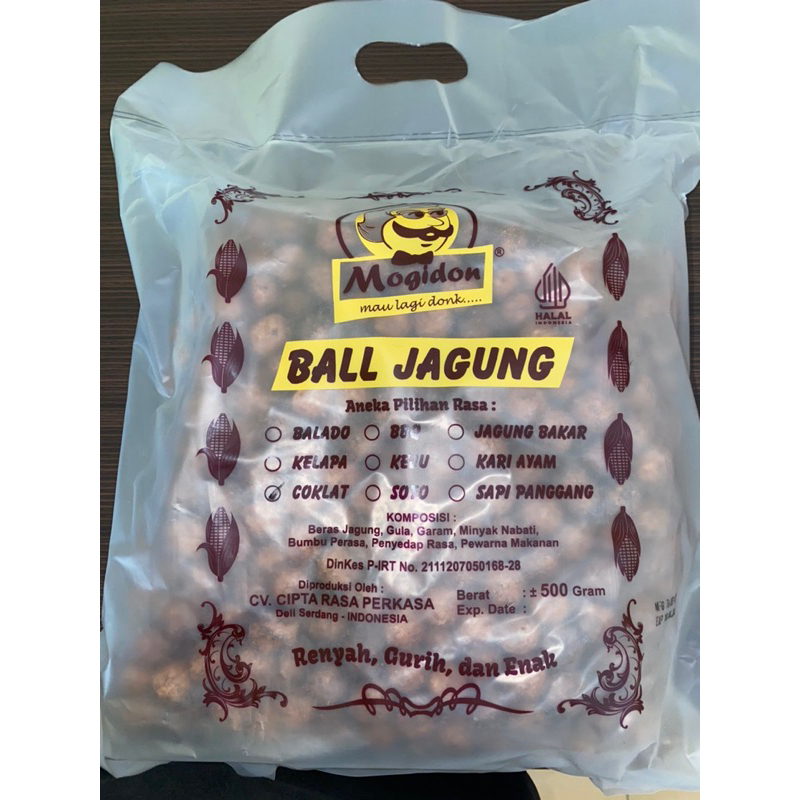 Mogidon ®
mau lagi donk.....
HALAL
INDONESIA
BALL JAGUNG
Aneka Pilihan Rasa :
BALADO BBQ JAGUNG BAKAR
KELAPA KEJU KARI AYAM
COKLAT SOTO SAPI PANGGANG
KOMPOSISI :
Beras Jagung, Gula, Garam, Minyak Nabati,
Bumbu Perasa, Penyedap Rasa, Pewarna Makanan
DinKes P-IRT No. 2111207050168-28
Diproduksi Oleh :
CV. CIPTA RASA PERKASA
Deli Serdang - INDONESIA
Berat : ± 500 Gram
Exp. Date :
Renyah, Gurih, dan Enak